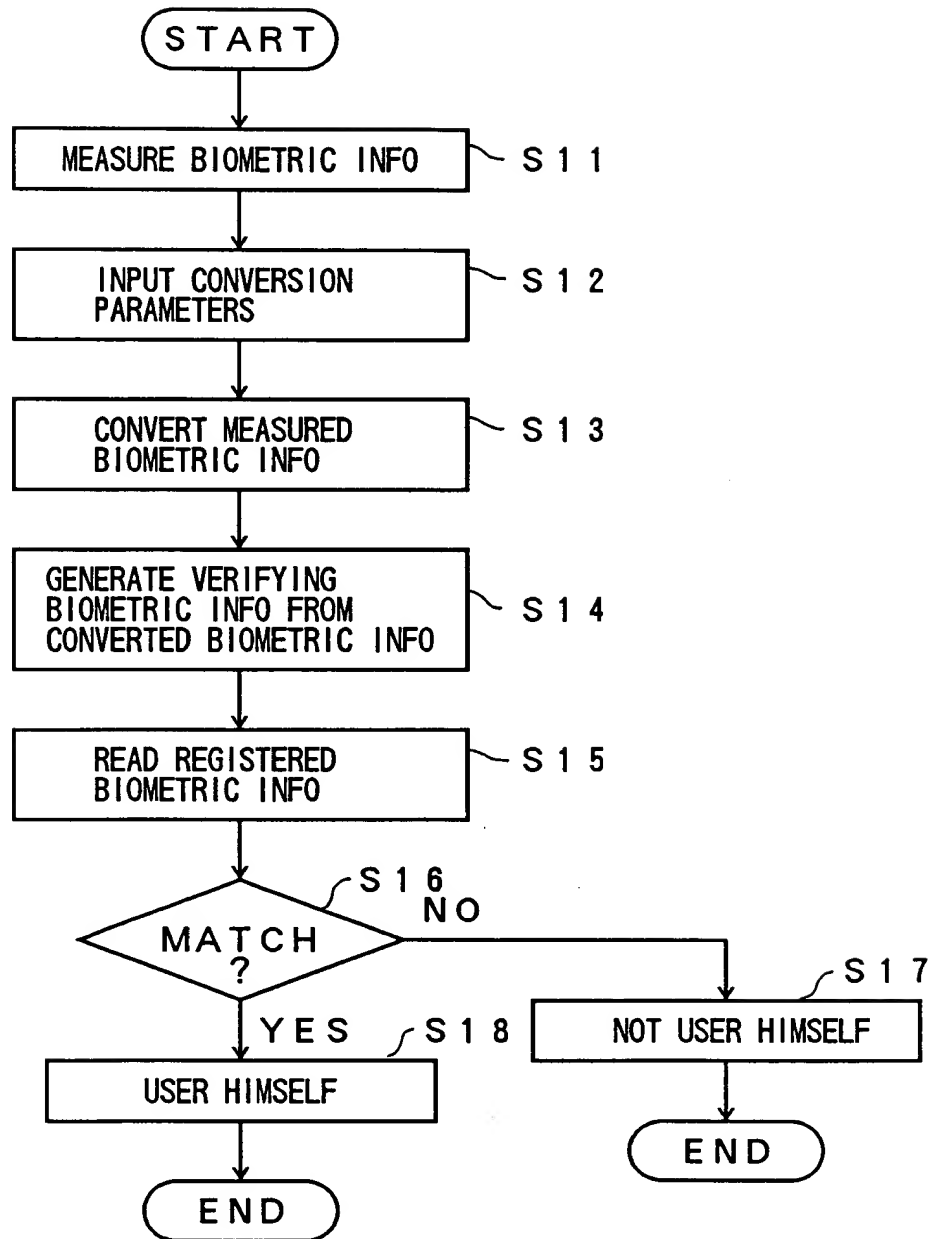 START
MEASURE BIOMETRIC INFO
S11
INPUT CONVERSION
PARAMETERS
S12
CONVERT MEASURED
BIOMETRIC INFO
S13
GENERATE VERIFYING
BIOMETRIC INFO FROM
CONVERTED BIOMETRIC INFO
S14
READ REGISTERED
BIOMETRIC INFO
S15
S16
NO
MATCH
?
S17
NOT USER HIMSELF
YES
S18
USER HIMSELF
END
END